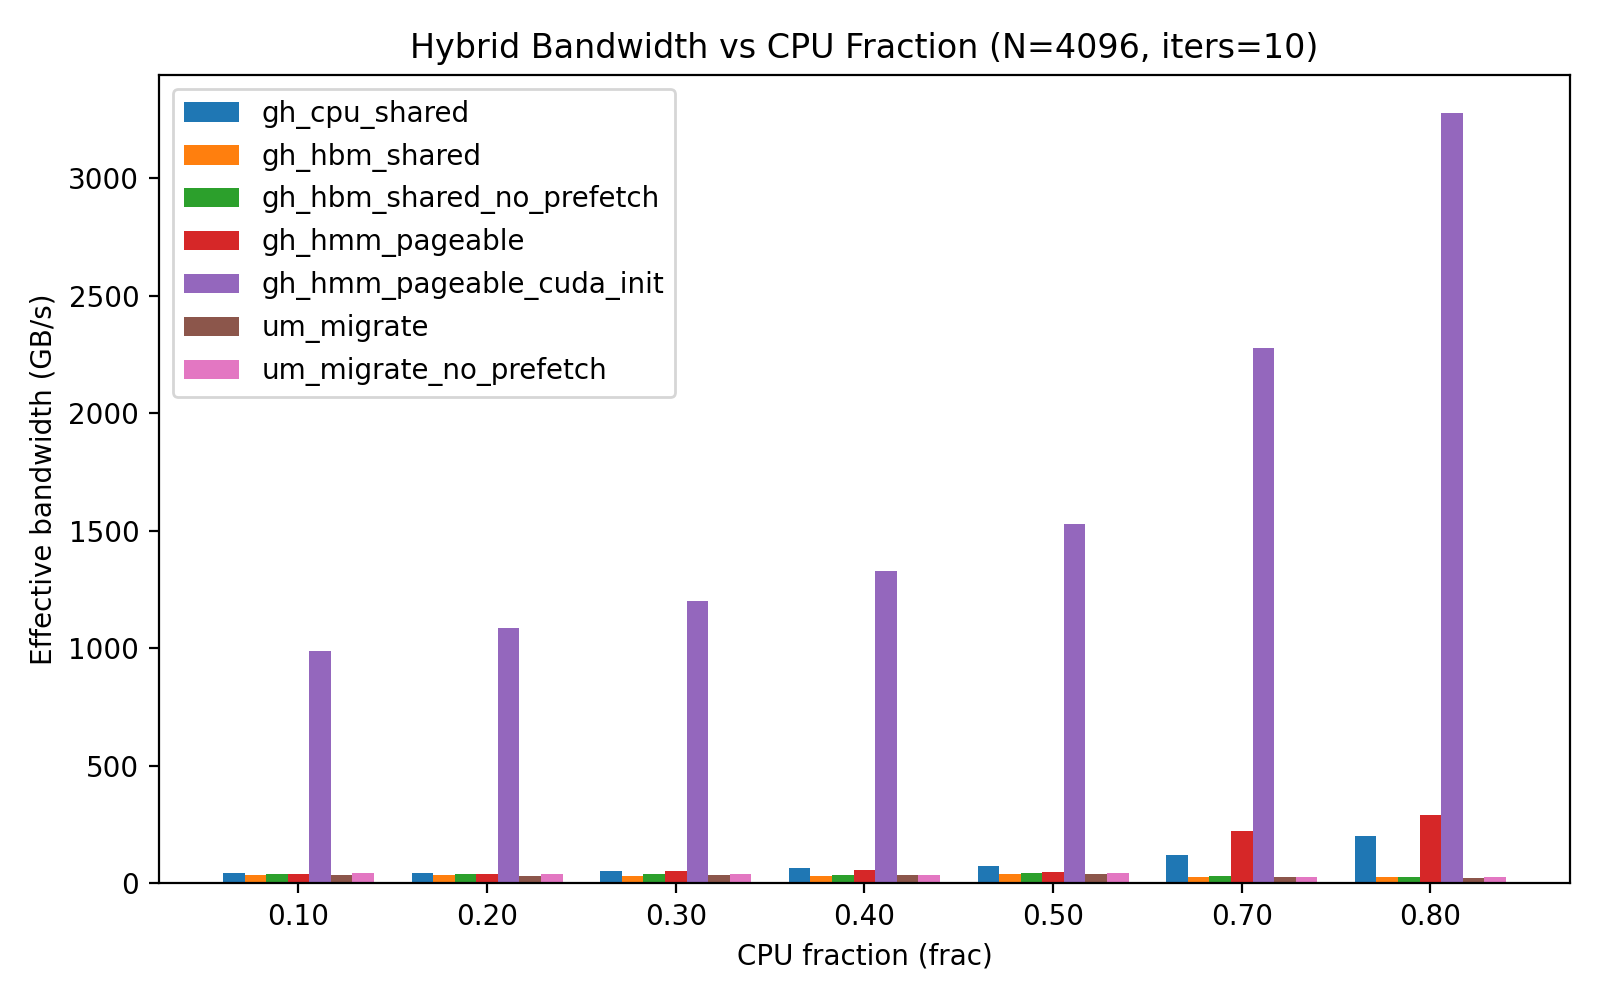 Hybrid Bandwidth vs CPU Fraction (N=4096, iters=10)
gh_cpu_shared
gh_hbm_shared
gh_hbm_shared_no_prefetch
gh_hmm_pageable
gh_hmm_pageable_cuda_init
um_migrate
um_migrate_no_prefetch
Effective bandwidth (GB/s)
3000
2500
2000
1500
1000
500
0
0.10 0.20 0.30 0.40 0.50 0.70 0.80
CPU fraction (frac)